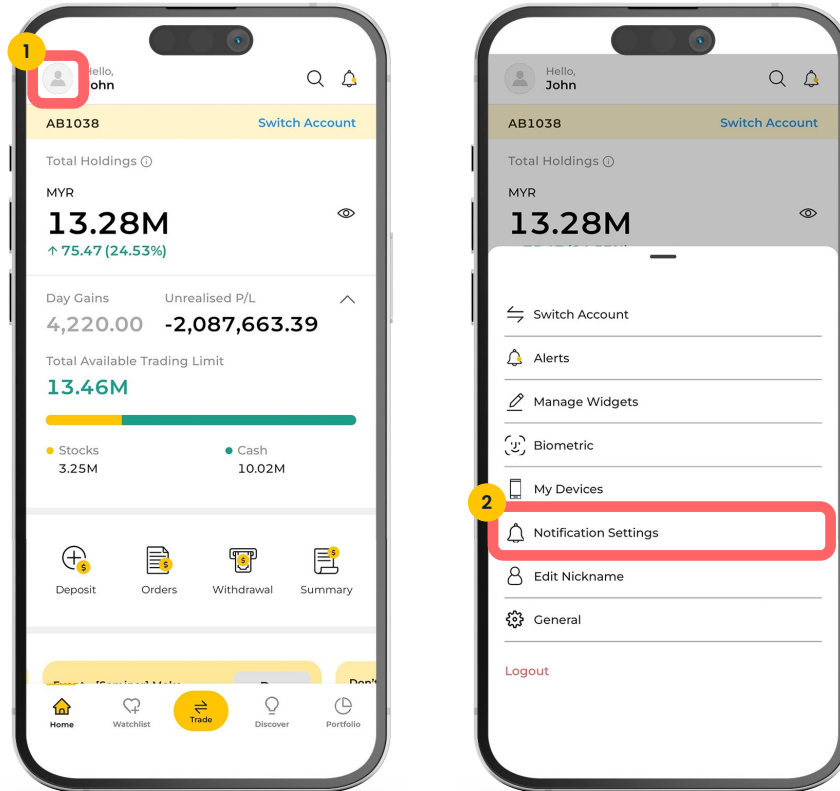 1
Hello,
John
AB1038 Switch Account
Total Holdings
MYR
13.28M
↑ 75.47 (24.53%)
Day Gains Unrealised P/L
4,220.00 -2,087,663.39
Total Available Trading Limit
13.46M
Stocks Cash
3.25M 10.02M
Deposit Orders Withdrawal Summary
Home Watchlist Trade Discover Portfolio
Hello,
John
AB1038 Switch Account
Total Holdings
MYR
13.28M
Switch Account
Alerts
Manage Widgets
Biometric
My Devices
2
Notification Settings
Edit Nickname
General
Logout